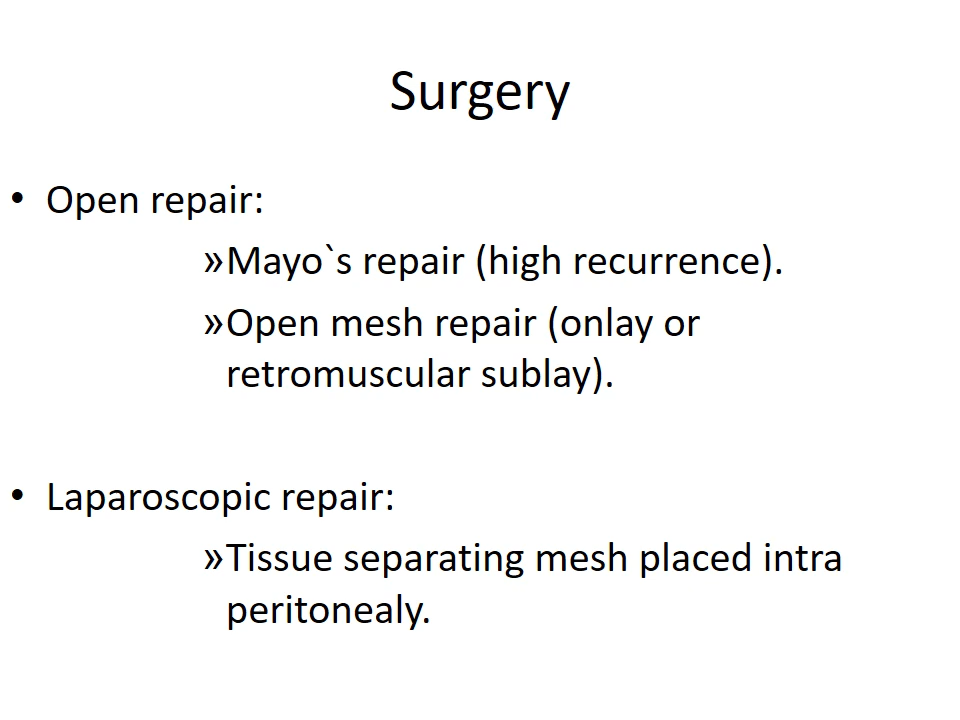 Surgery
• Open repair:
»Mayo`s repair (high recurrence).
»Open mesh repair (onlay or
retromuscular sublay).
• Laparoscopic repair:
»Tissue separating mesh placed intra
peritonealy.